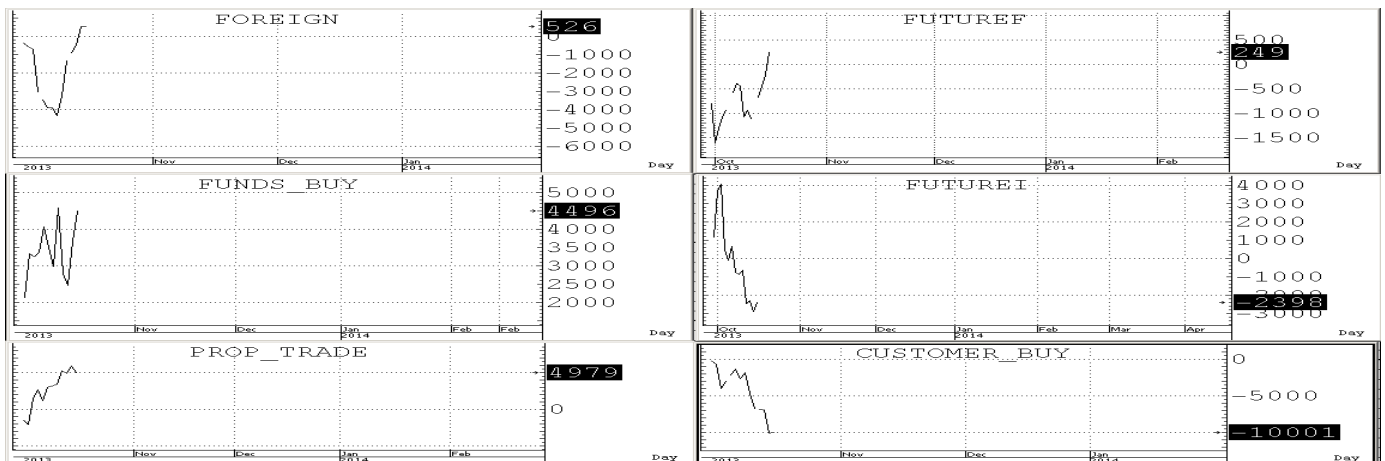 FOREIGN
526
0
-1000
-2000
-3000
-4000
-5000
-6000
Nov
Dec
Jan
2013
2014
Day
FUTUREF
500
249
0
-500
-1000
-1500
Oct
Nov
Dec
Jan
Feb
2013
2014
Day
FUNDS_BUY
5000
4496
4000
3500
3000
2500
2000
Nov
Dec
Jan
Feb
Feb
2013
2014
Day
FUTUREI
4000
3000
2000
1000
0
-1000
-2398
-3000
Oct
Nov
Dec
Jan
Feb
Mar
Apr
2013
2014
Day
PROP_TRADE
4979
0
Nov
Dec
Jan
Feb
2013
2014
Day
CUSTOMER_BUY
0
-5000
-10001
Nov
Dec
Jan
2013
2014
Day